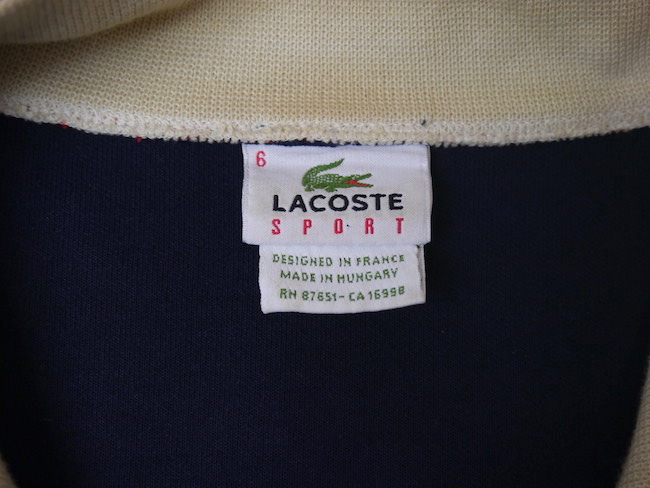 6
LACOSTE
SPORT
DESIGNED IN FRANCE
MADE IN HUNGARY
RN 87651-CA 16998